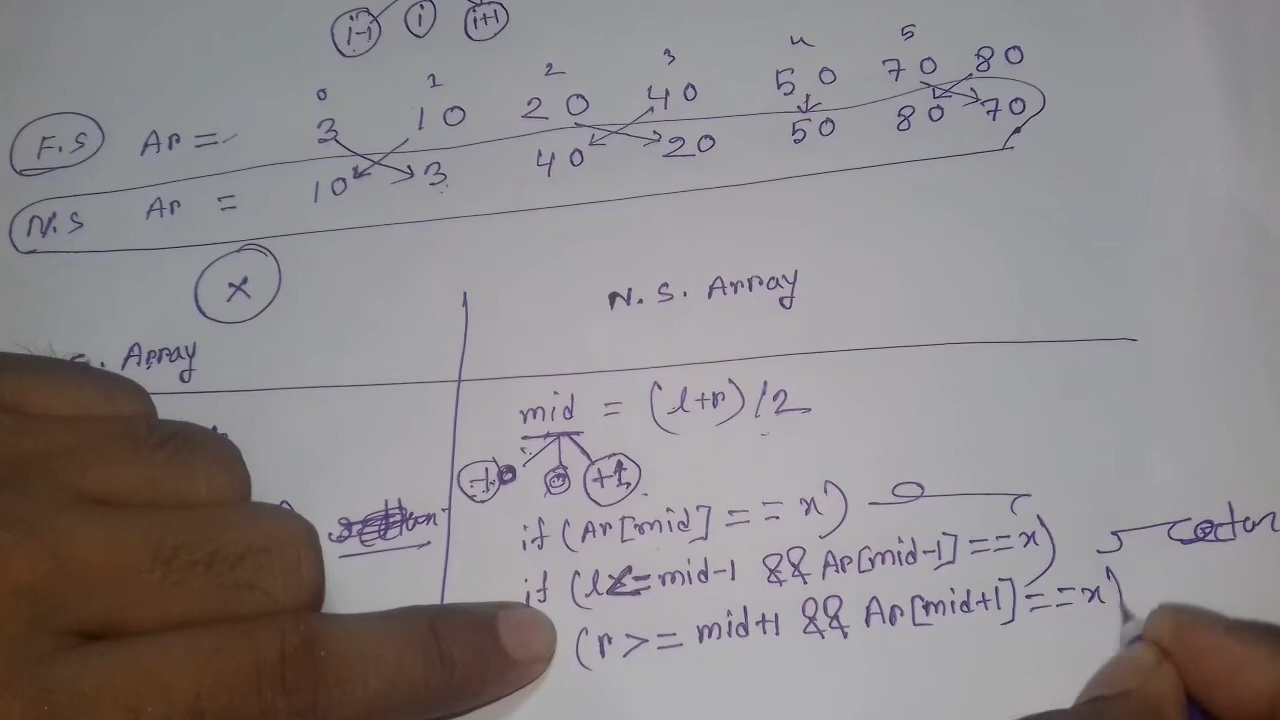 i-1 i i+1
0 1 2 3 4 5
F.S Ar = 3 10 20 40 50 70 80
N.S Ar = 10 3 40 20 50 80 70
x
N.S. Array
. Array
mid = (l+r)/2
-1 0 +1
if (Ar[mid] == x)
if (l<=mid-1 && Ar[mid-1]==x)
(r >= mid+1 && Ar[mid+1]==x)